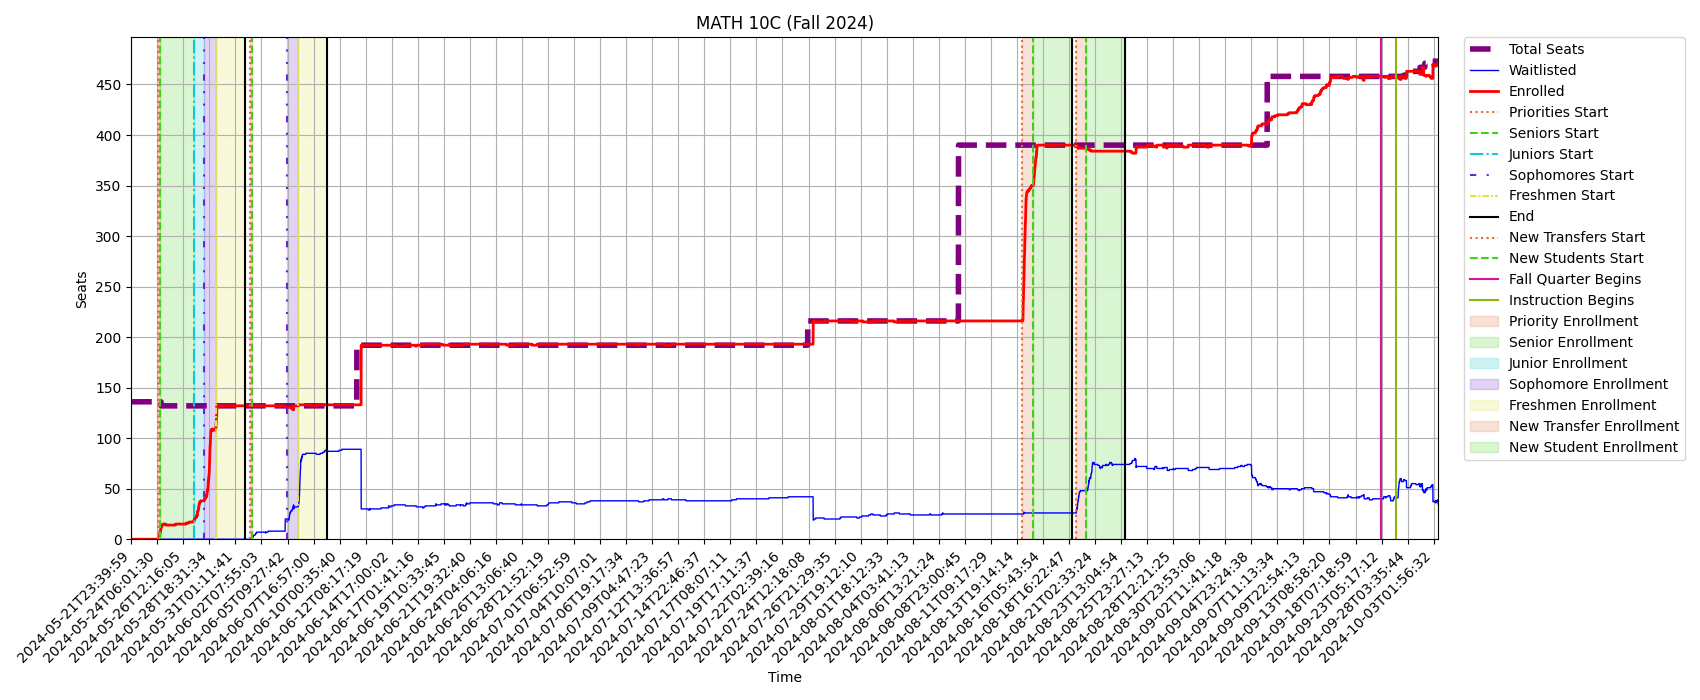 MATH 10C (Fall 2024)
Seats
450
400
350
300
250
200
150
100
50
0
2024-05-21T23:39:59
2024-05-24T06:01:30
2024-05-26T12:16:05
2024-05-28T18:31:34
2024-05-31T01:11:41
2024-06-02T07:55:03
2024-06-05T09:27:42
2024-06-07T16:57:00
2024-06-10T00:35:40
2024-06-12T08:17:19
2024-06-14T17:00:02
2024-06-17T01:41:16
2024-06-19T10:33:45
2024-06-21T19:32:40
2024-06-24T04:06:16
2024-06-26T13:06:40
2024-06-28T21:52:19
2024-07-01T06:52:59
2024-07-04T10:07:01
2024-07-06T19:17:34
2024-07-09T04:47:23
2024-07-12T13:36:57
2024-07-14T22:46:37
2024-07-17T08:07:11
2024-07-19T17:11:37
2024-07-22T02:39:16
2024-07-24T12:18:08
2024-07-26T21:29:35
2024-07-29T19:12:10
2024-08-01T18:12:33
2024-08-04T03:41:13
2024-08-06T13:21:24
2024-08-08T23:00:45
2024-08-11T09:17:29
2024-08-13T19:14:14
2024-08-16T05:43:54
2024-08-18T16:22:47
2024-08-21T02:33:24
2024-08-23T13:04:54
2024-08-25T23:27:13
2024-08-28T12:21:25
2024-08-30T23:53:06
2024-09-02T11:41:18
2024-09-04T23:24:38
2024-09-07T11:13:34
2024-09-09T22:54:13
2024-09-13T08:58:20
2024-09-18T07:18:59
2024-09-23T05:17:12
2024-09-28T03:35:44
2024-10-03T01:56:32
Time
Total Seats
Waitlisted
Enrolled
Priorities Start
Seniors Start
Juniors Start
Sophomores Start
Freshmen Start
End
New Transfers Start
New Students Start
Fall Quarter Begins
Instruction Begins
Priority Enrollment
Senior Enrollment
Junior Enrollment
Sophomore Enrollment
Freshmen Enrollment
New Transfer Enrollment
New Student Enrollment